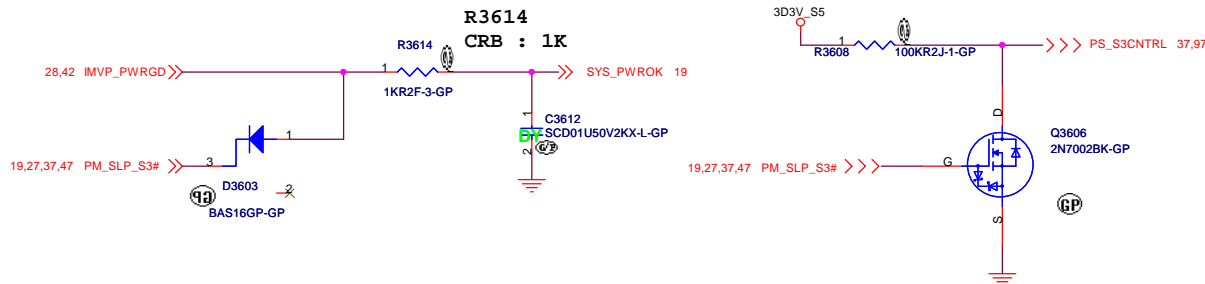 R3614
CRB : 1K
R3614
1
28,42 IMVP_PWRGD
SYS_PWROK 19
1KR2F-3-GP
1
C3612
DY
SCD01U50V2KX-L-GP
2
1
19,27,37,47 PM_SLP_S3#
3
D3603
2
BAS16GP-GP
3D3V_S5
1
R3608
100KR2J-1-GP
PS_S3CNTRL 37,97
D
Q3606
2N7002BK-GP
19,27,37,47 PM_SLP_S3#
G
S
GP